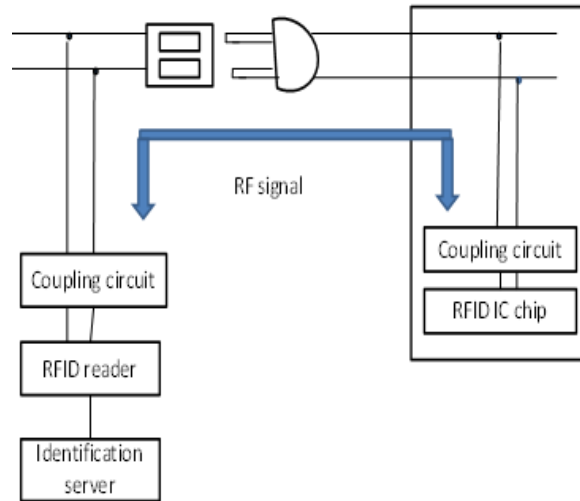 RF signal
Coupling circuit
RFID reader
Identification
server
Coupling circuit
RFID IC chip